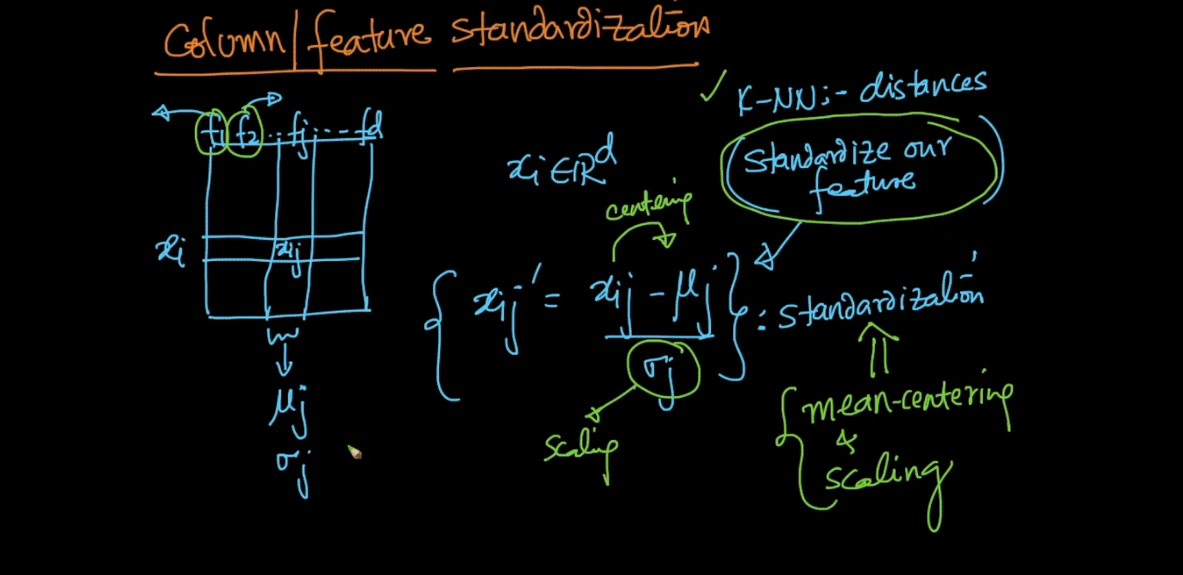 Column/feature standardization
✓ K-NN:- distances
f1 f2 .. fj .... fd
xi ∈ ℝ^d
(standardize our
feature)
centering
xi
xij
{ xij' = (xij - μj) / σj } : standardization
μj
σj
scaling
{ mean-centering
&
scaling